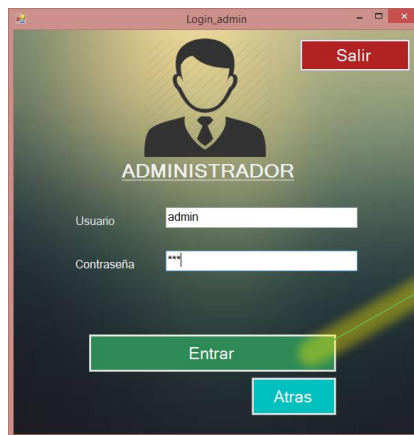 Login_admin
Salir
ADMINISTRADOR
Usuario
admin
Contraseña
***
Entrar
Atras